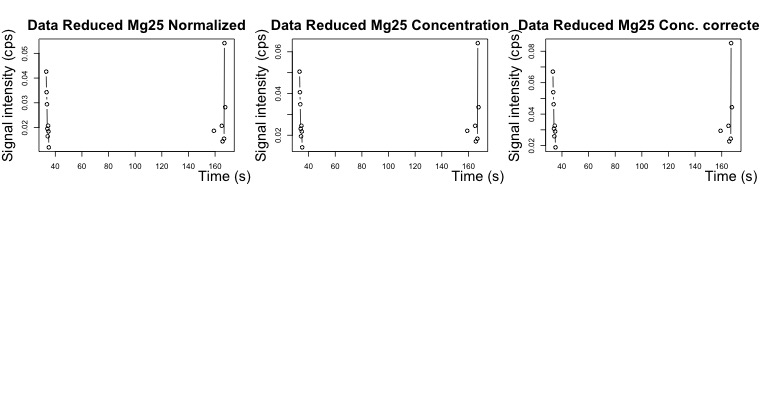 Data Reduced Mg25 Normalized
Signal intensity (cps)
0.02 0.03 0.04 0.05
40 60 80 100 120 140 160
Time (s)
Data Reduced Mg25 Concentration
Signal intensity (cps)
0.02 0.04 0.06
40 60 80 100 120 140 160
Time (s)
Data Reduced Mg25 Conc. correcte
Signal intensity (cps)
0.02 0.04 0.06 0.08
40 60 80 100 120 140 160
Time (s)